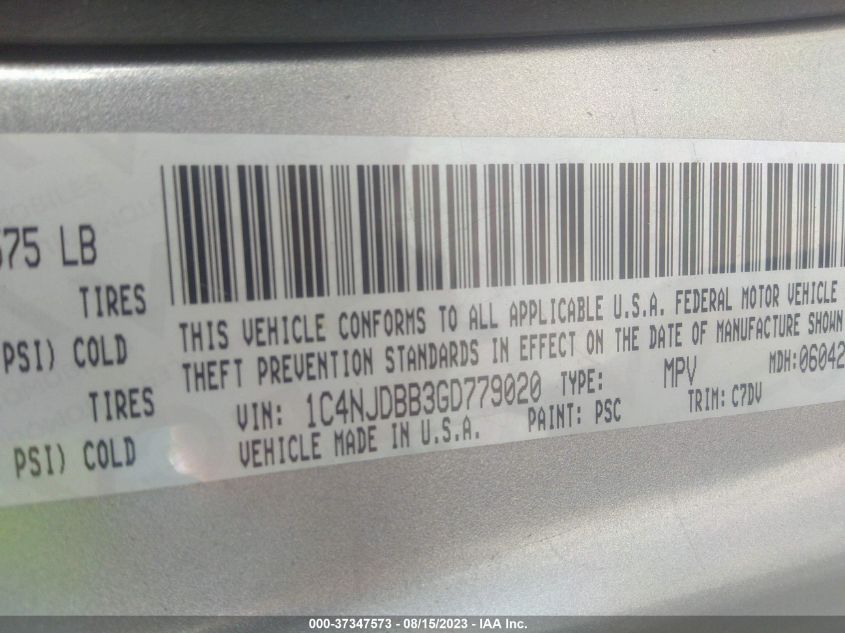 575 LB
TIRES
PSI) COLD
TIRES
PSI) COLD
THIS VEHICLE CONFORMS TO ALL APPLICABLE U.S.A. FEDERAL MOTOR VEHICLE
THEFT PREVENTION STANDARDS IN EFFECT ON THE DATE OF MANUFACTURE SHOWN
VIN: 1C4NJDBB3GD779020 TYPE: MPV MDH:06042
VEHICLE MADE IN U.S.A. PAINT: PSC TRIM: C7DV
000-37347573 - 08/15/2023 - IAA Inc.